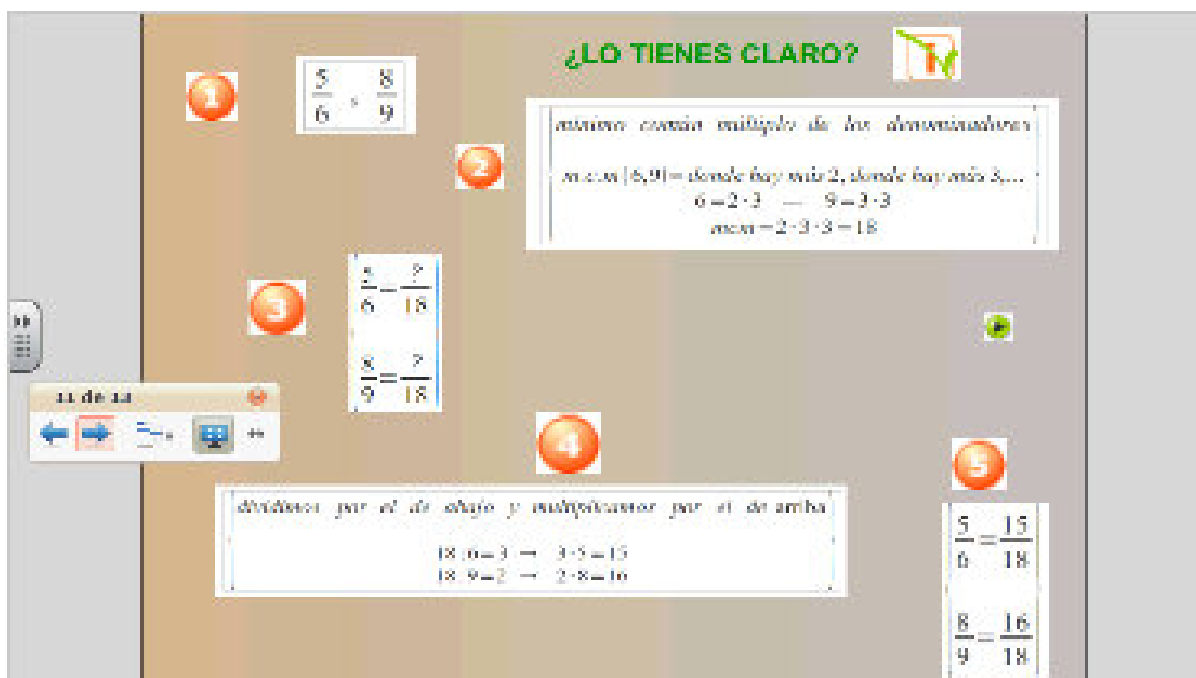 ¿LO TIENES CLARO?
1
5/6 , 8/9
2
mínimo común múltiplo de los denominadores
m.c.m (6,9) = donde hay más 2, donde hay más 3,...
6 = 2 · 3 — 9 = 3 · 3
mcm = 2 · 3 · 3 = 18
3
5/6 = ?/18
8/9 = ?/18
11 de 12
4
dividimos por el de abajo y multiplicamos por el de arriba
18:6 = 3 → 3·5 = 15
18:9 = 2 → 2·8 = 16
5
5/6 = 15/18
8/9 = 16/18